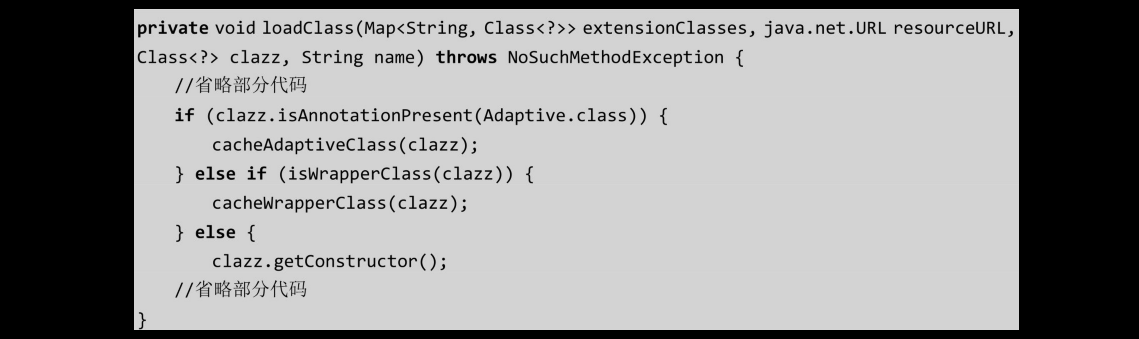 private void loadClass(Map<String, Class<?>> extensionClasses, java.net.URL resourceURL,
Class<?> clazz, String name) throws NoSuchMethodException {
//省略部分代码
if (clazz.isAnnotationPresent(Adaptive.class)) {
cacheAdaptiveClass(clazz);
} else if (isWrapperClass(clazz)) {
cacheWrapperClass(clazz);
} else {
clazz.getConstructor();
//省略部分代码
}